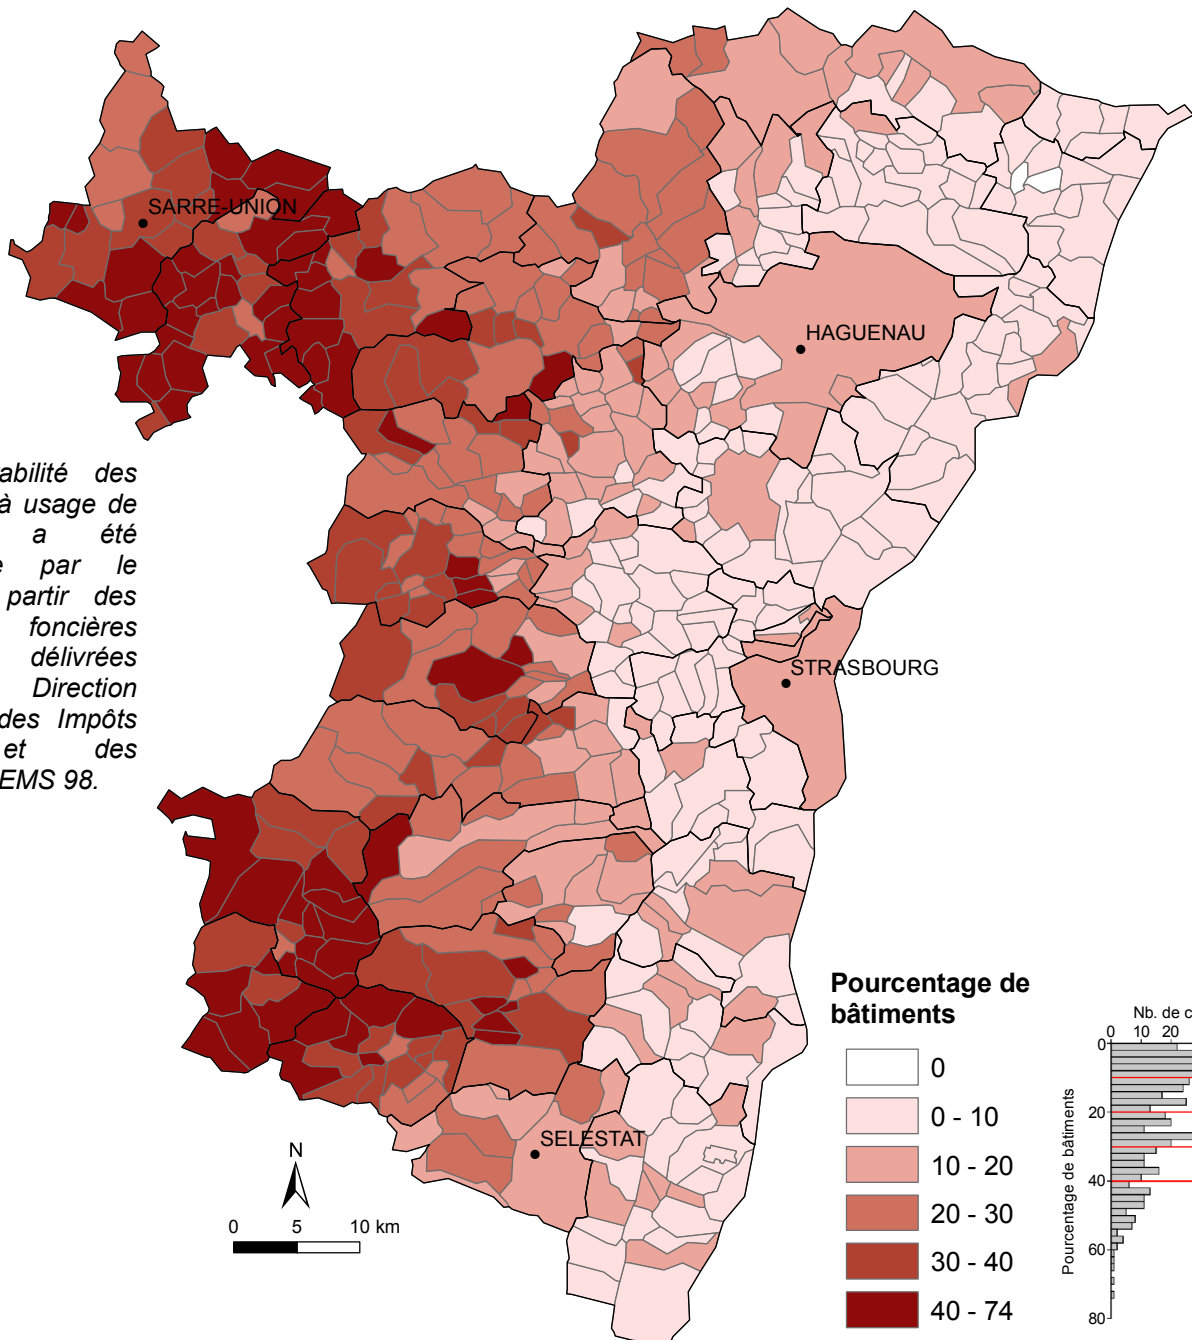 SARRE-UNION
HAGUENAU
abilité des
à usage de
a été
par le
partir des
foncières
délivrées
Direction
des Impôts
et des
EMS 98.
STRASBOURG
SELESTAT
N
0 5 10 km
Pourcentage de
bâtiments
0
0 - 10
10 - 20
20 - 30
30 - 40
40 - 74
Nb. de c
0 10 20
0
20
40
60
80
Pourcentage de bâtiments